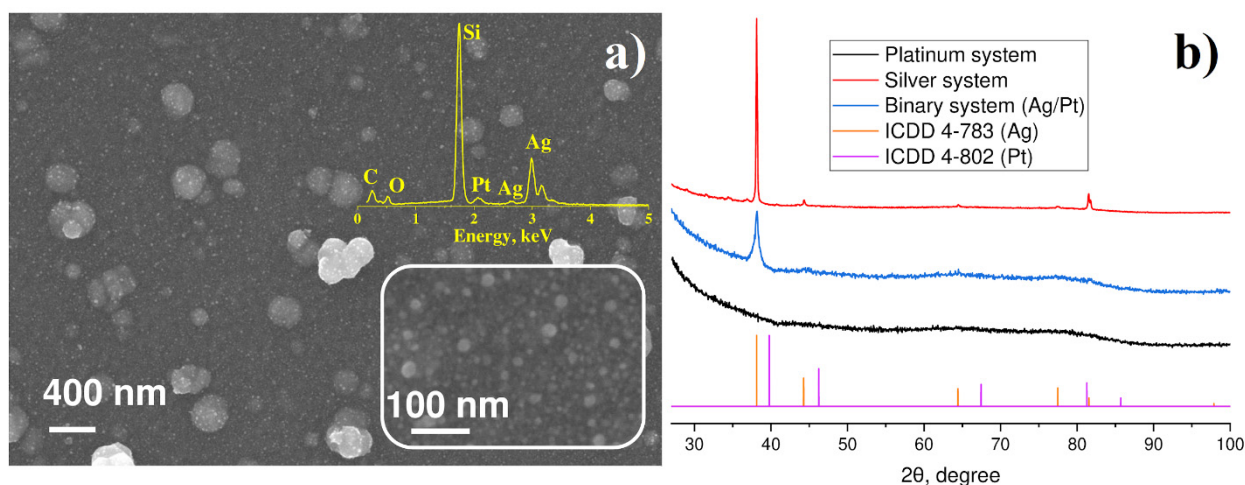 a)
Si
C
O
Pt
Ag
Ag
0 1 2 3 4 5
Energy, keV
400 nm
100 nm
b)
Platinum system
Silver system
Binary system (Ag/Pt)
ICDD 4-783 (Ag)
ICDD 4-802 (Pt)
30 40 50 60 70 80 90 100
2θ, degree